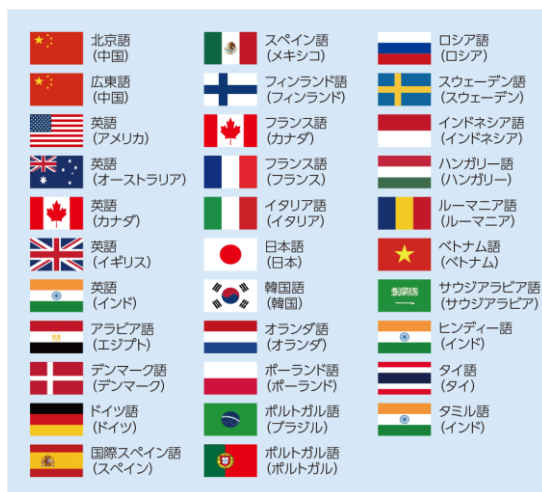 北京語
(中国)
広東語
(中国)
英語
(アメリカ)
英語
(オーストラリア)
英語
(カナダ)
英語
(イギリス)
英語
(インド)
アラビア語
(エジプト)
デンマーク語
(デンマーク)
ドイツ語
(ドイツ)
国際スペイン語
(スペイン)
スペイン語
(メキシコ)
フィンランド語
(フィンランド)
フランス語
(カナダ)
フランス語
(フランス)
イタリア語
(イタリア)
日本語
(日本)
韓国語
(韓国)
オランダ語
(オランダ)
ポーランド語
(ポーランド)
ポルトガル語
(ブラジル)
ポルトガル語
(ポルトガル)
ロシア語
(ロシア)
スウェーデン語
(スウェーデン)
インドネシア語
(インドネシア)
ハンガリー語
(ハンガリー)
ルーマニア語
(ルーマニア)
ベトナム語
(ベトナム)
サウジアラビア語
(サウジアラビア)
ヒンディー語
(インド)
タイ語
(タイ)
タミル語
(インド)